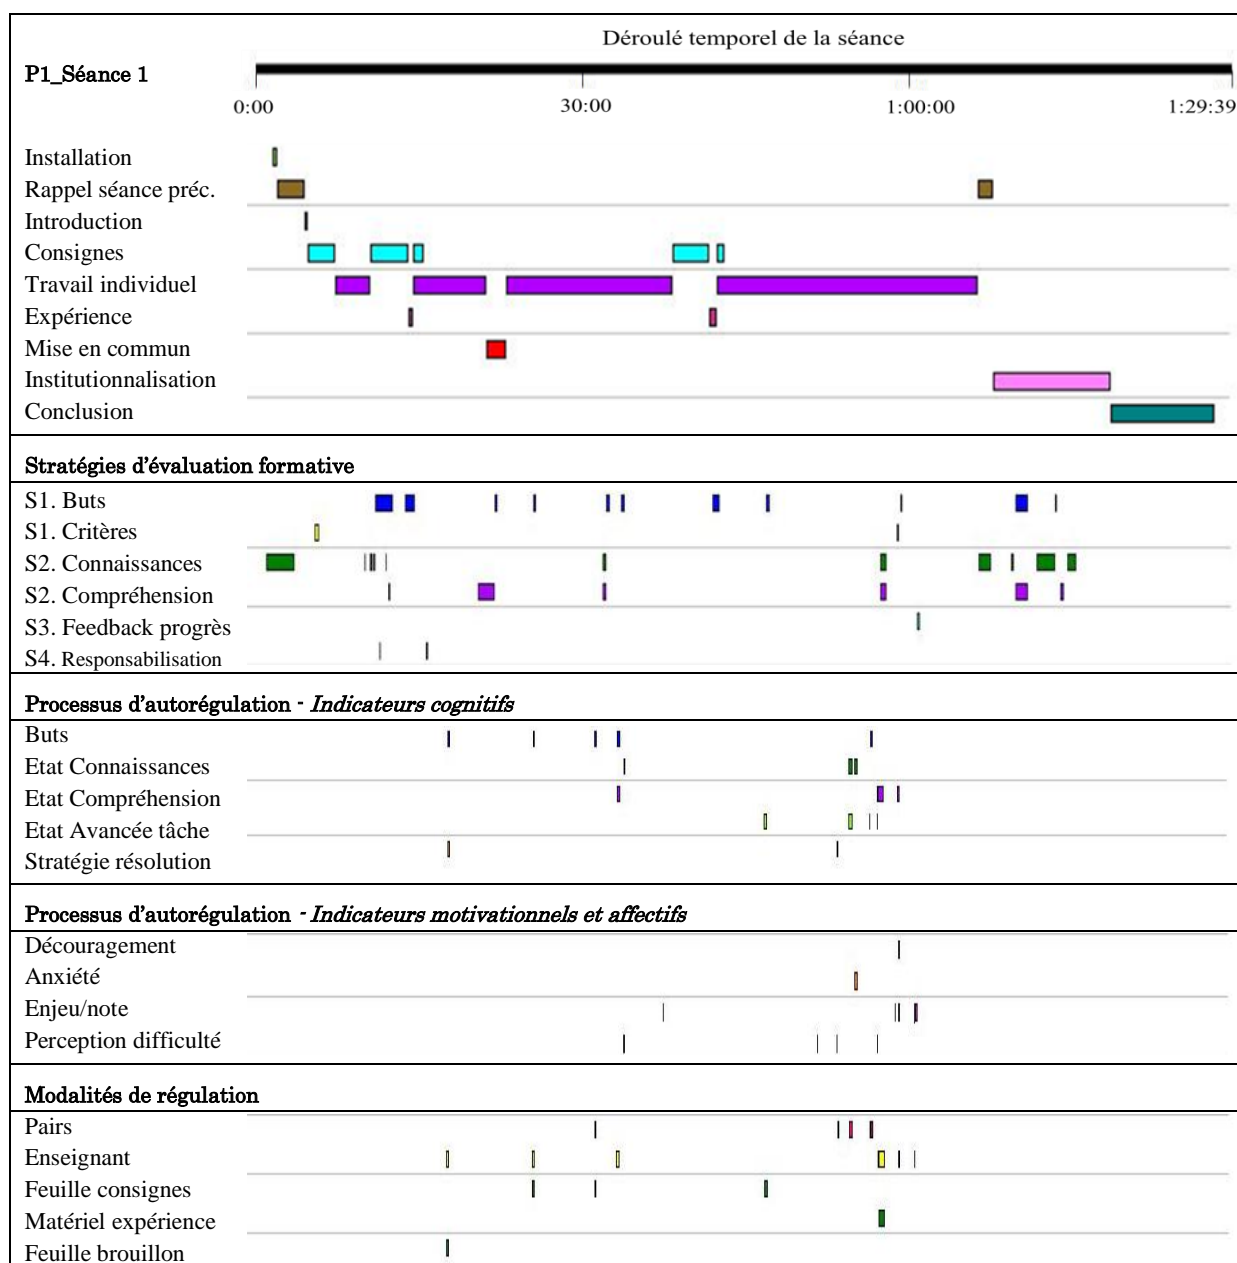 Déroulé temporel de la séance
P1_Séance 1
0:00 30:00 1:00:00 1:29:39
Installation
Rappel séance préc.
Introduction
Consignes
Travail individuel
Expérience
Mise en commun
Institutionnalisation
Conclusion
Stratégies d'évaluation formative
S1. Buts
S1. Critères
S2. Connaissances
S2. Compréhension
S3. Feedback progrès
S4. Responsabilisation
Processus d'autorégulation - Indicateurs cognitifs
Buts
Etat Connaissances
Etat Compréhension
Etat Avancée tâche
Stratégie résolution
Processus d'autorégulation - Indicateurs motivationnels et affectifs
Découragement
Anxiété
Enjeu/note
Perception difficulté
Modalités de régulation
Pairs
Enseignant
Feuille consignes
Matériel expérience
Feuille brouillon